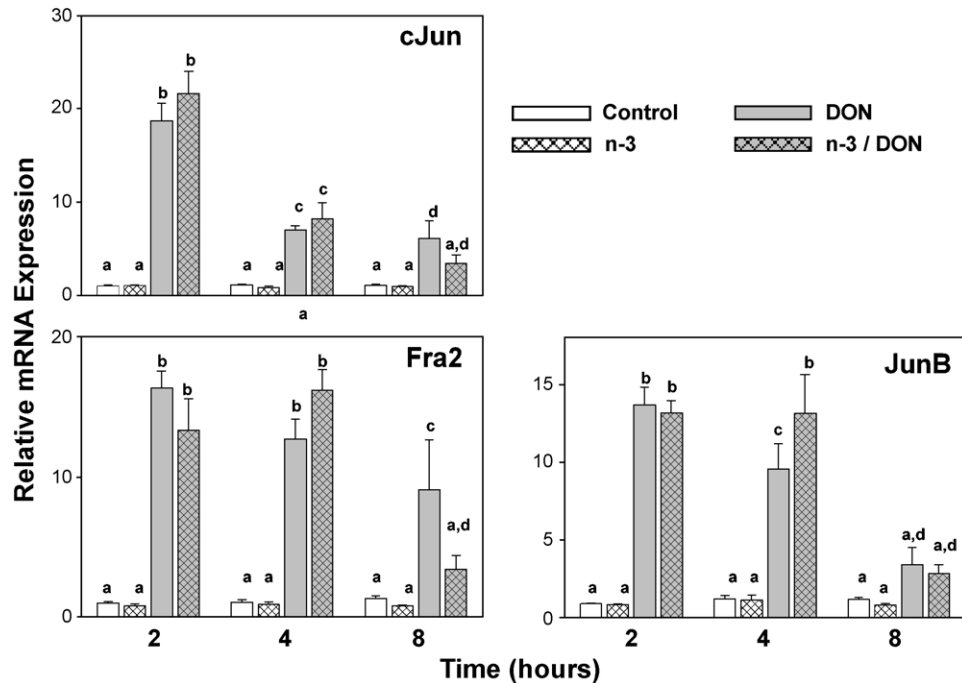 30
20
10
0
cJun
b
b
a a
c c
a a
d
a,d
a a
a
Control
DON
n-3
n-3 / DON
Relative mRNA Expression
20
10
0
Fra2
b
b
a a
b
b
a a
c
a,d
a a
2 4 8
15
10
5
0
JunB
b b
a a
c
b
a a
a,d a,d
a a
2 4 8
Time (hours)